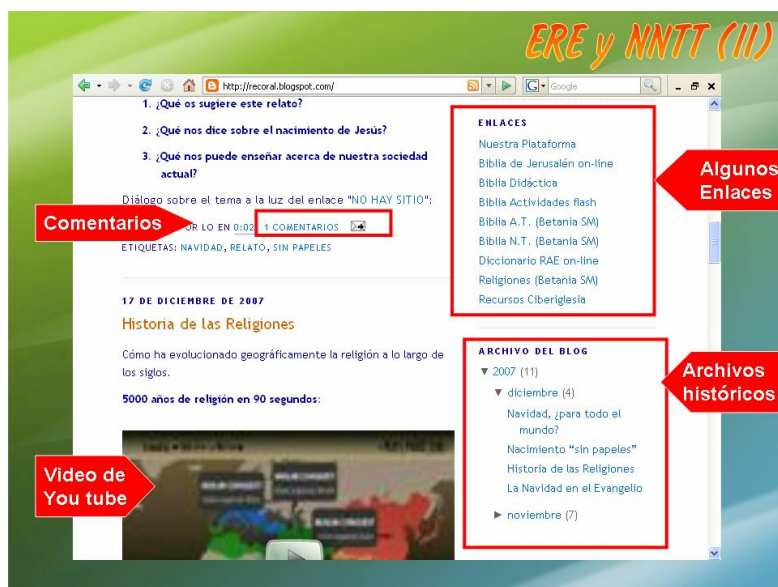 ERE y NNTT (II)
http://recoral.blogspot.com/
Google
1. ¿Qué os sugiere este relato?
2. ¿Qué nos dice sobre el nacimiento de Jesús?
3. ¿Qué nos puede enseñar acerca de nuestra sociedad
actual?
Diálogo sobre el tema a la luz del enlace "NO HAY SITIO":
Comentarios
OR LO EN 0:02 1 COMENTARIOS
ETIQUETAS: NAVIDAD, RELATO, SIN PAPELES
17 DE DICIEMBRE DE 2007
Historia de las Religiones
Cómo ha evolucionado geográficamente la religión a lo largo de
los siglos.
5000 años de religión en 90 segundos:
Video de
You tube
ENLACES
Nuestra Plataforma
Biblia de Jerusalén on-line
Biblia Didáctica
Biblia Actividades flash
Biblia A.T. (Betania SM)
Biblia N.T. (Betania SM)
Diccionario RAE on-line
Religiones (Betania SM)
Recursos Ciberiglesia
Algunos
Enlaces
ARCHIVO DEL BLOG
▼ 2007 (11)
▼ diciembre (4)
Navidad, ¿para todo el
mundo?
Nacimiento “sin papeles”
Historia de las Religiones
La Navidad en el Evangelio
► noviembre (7)
Archivos
históricos